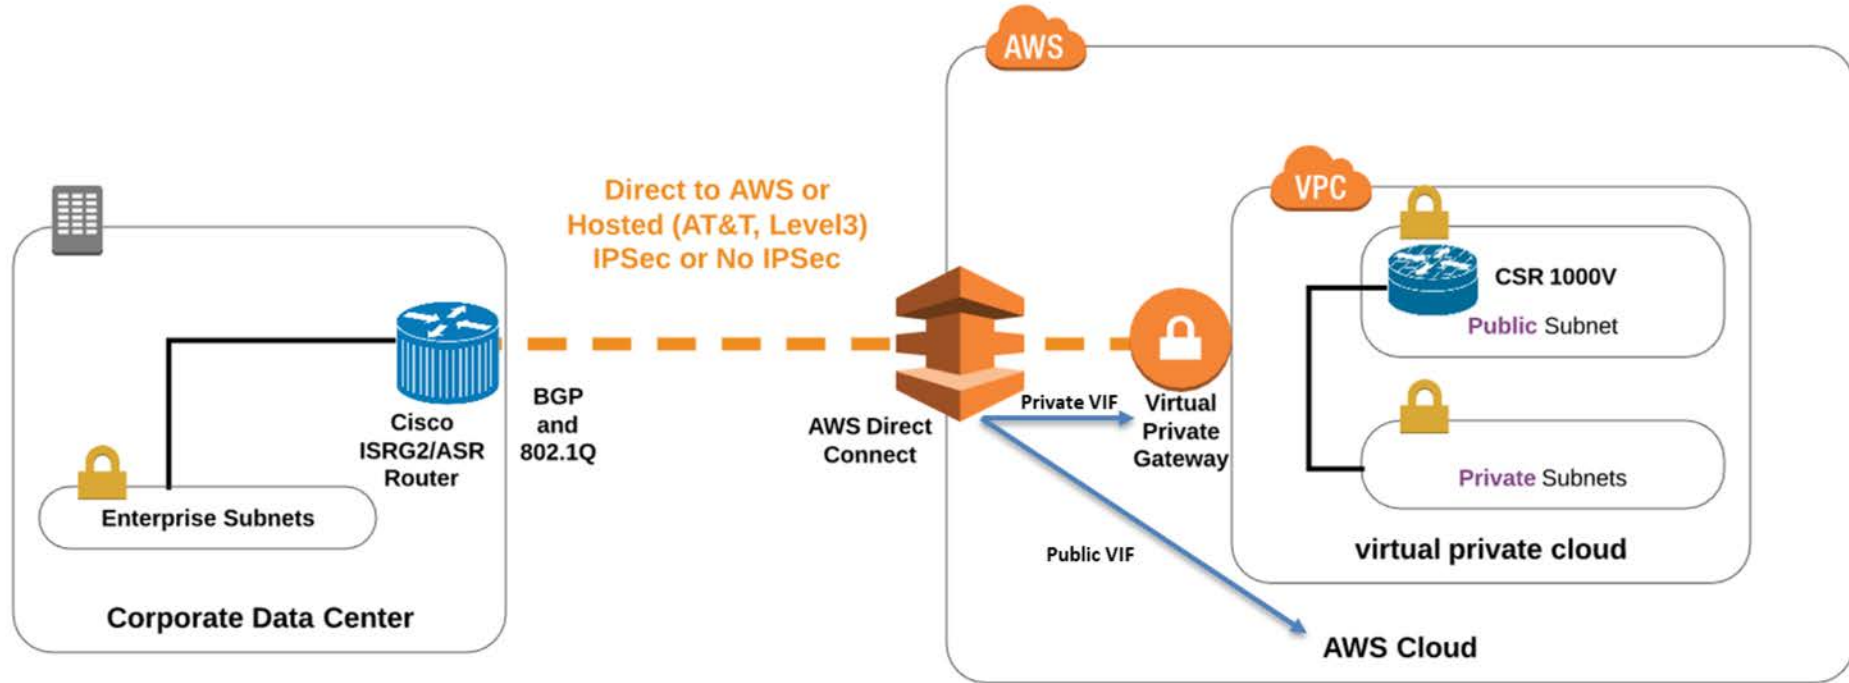 AWS
Direct to AWS or
Hosted (AT&T, Level3)
IPSec or No IPSec
VPC
CSR 1000V
Public Subnet
BGP
and
802.1Q
Cisco
ISRG2/ASR
Router
AWS Direct
Connect
Private VIF
Virtual
Private
Gateway
Private Subnets
Enterprise Subnets
Public VIF
virtual private cloud
Corporate Data Center
AWS Cloud